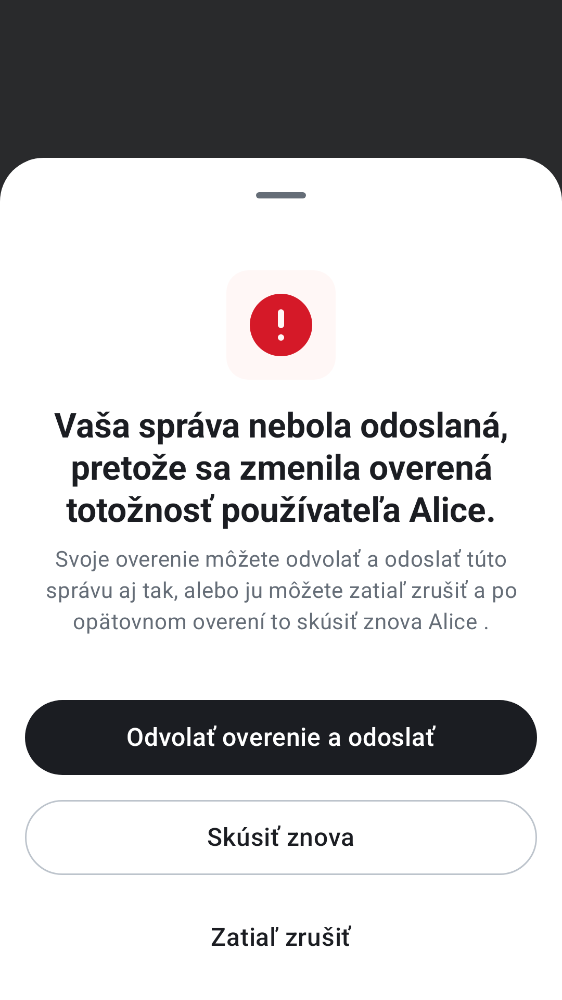 Vaša správa nebola odoslaná,
pretože sa zmenila overená
totožnosť používateľa Alice.
Svoje overenie môžete odvolať a odoslať túto
správu aj tak, alebo ju môžete zatiaľ zrušiť a po
opätovnom overení to skúsiť znova Alice .
Odvolať overenie a odoslať
Skúsiť znova
Zatiaľ zrušiť